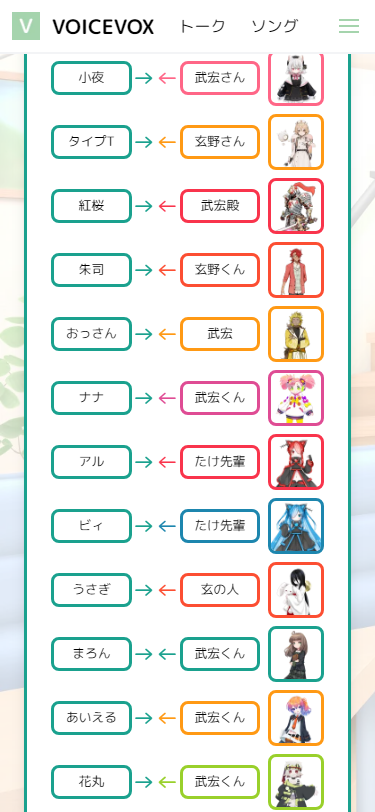 V VOICEVOX トーク ソング
小夜 → ← 武宏さん
タイプT → ← 玄野さん
紅桜 → ← 武宏殿
朱司 → ← 玄野くん
おっさん → ← 武宏
ナナ → ← 武宏くん
アル → ← たけ先輩
ビィ → ← たけ先輩
うさぎ → ← 玄の人
まろん → ← 武宏くん
あいえる → ← 武宏くん
花丸 → ← 武宏くん